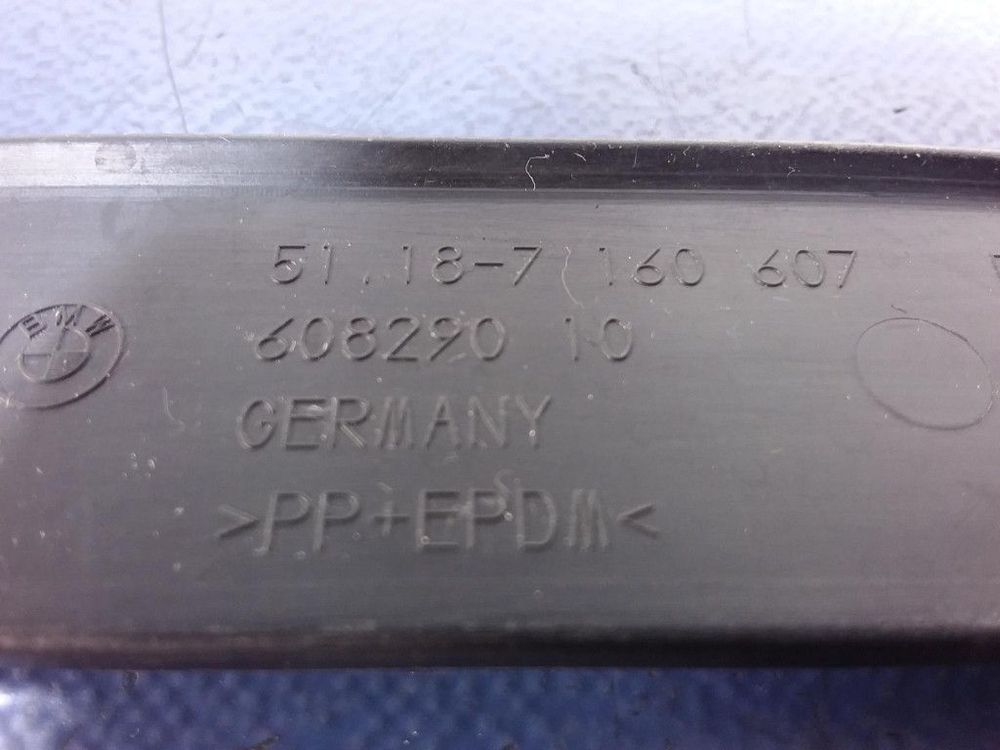 51.18-7 160 607
BMW
608290 10
GERMANY
>PP+EPDM<